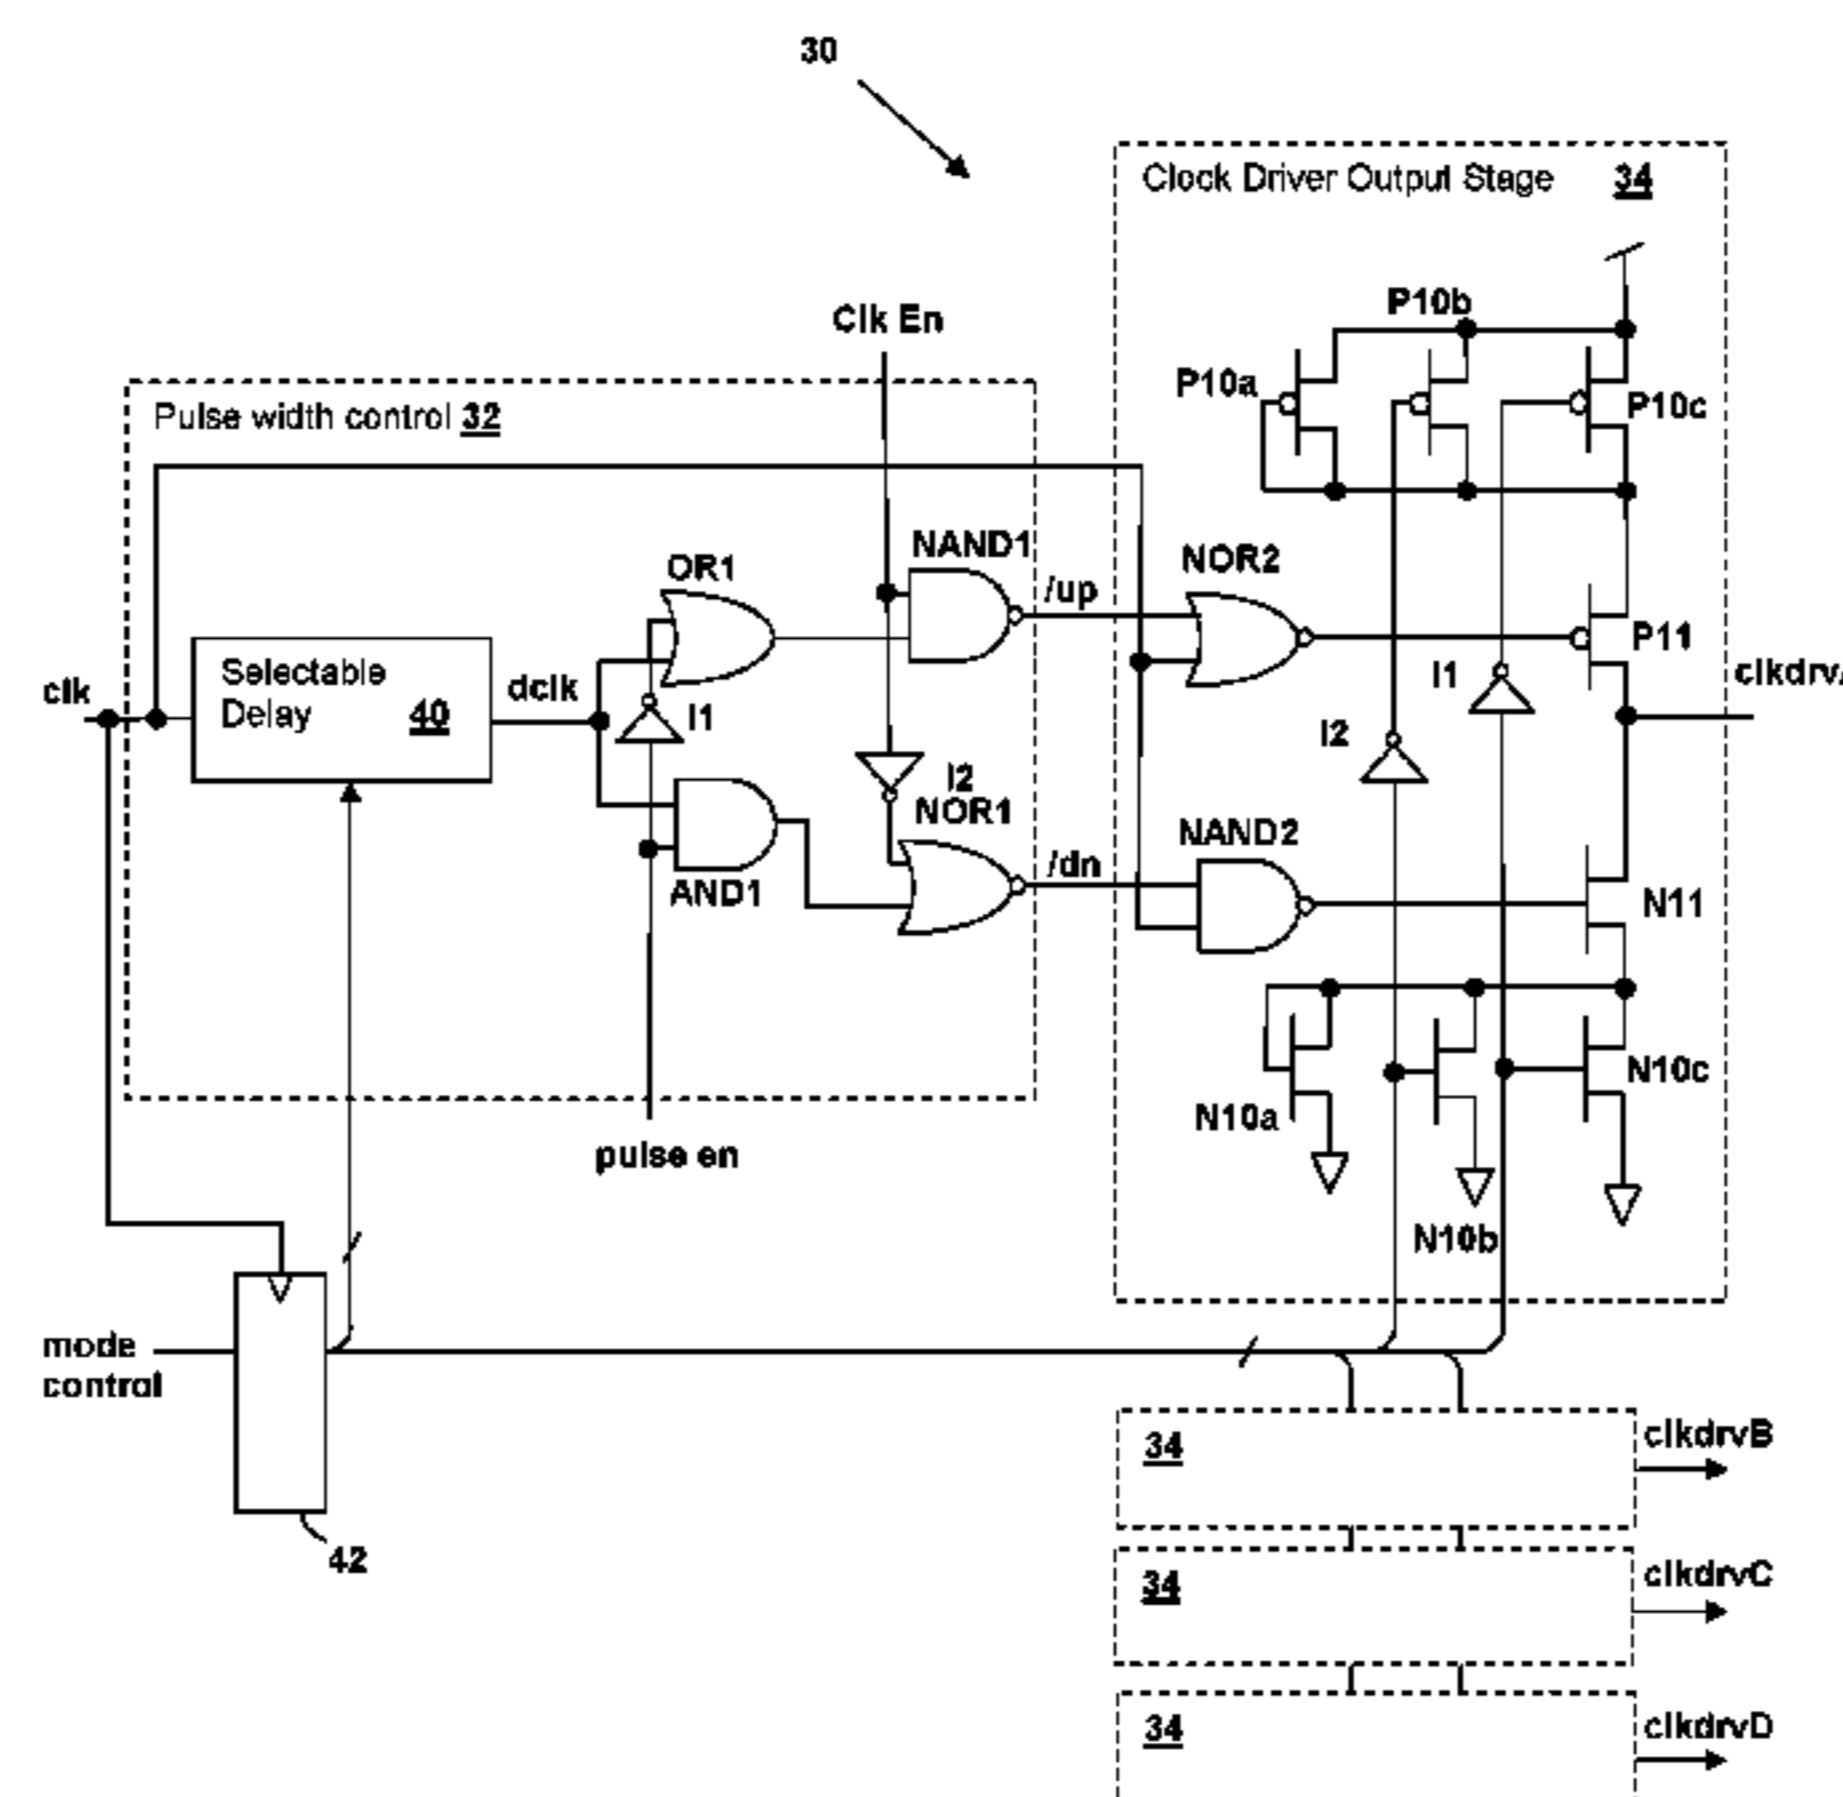 30
Clock Driver Output Stage 34
P10b
Clk En
P10a
P10c
Pulse width control 32
NAND1
OR1
/up
NOR2
P11
Selectable
Delay 40
clk
dclk
I1
I1
clkdrv
I2
I2
NOR1
NAND2
/dn
AND1
N11
N10c
N10a
pulse en
N10b
mode
control
34
clkdrvB
42
34
clkdrvC
34
clkdrvD